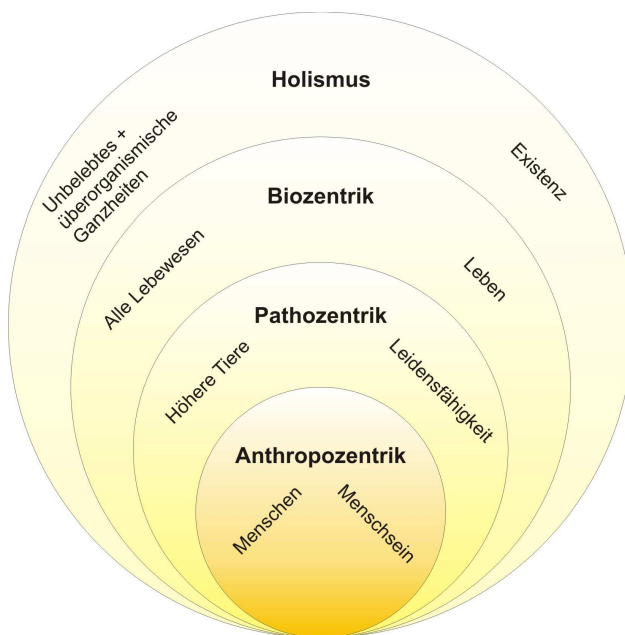 Holismus
Unbelebtes +
überorganismische
Ganzheiten
Existenz
Biozentrik
Alle Lebewesen
Leben
Pathozentrik
Höhere Tiere
Leidensfähigkeit
Anthropozentrik
Menschen
Menschsein